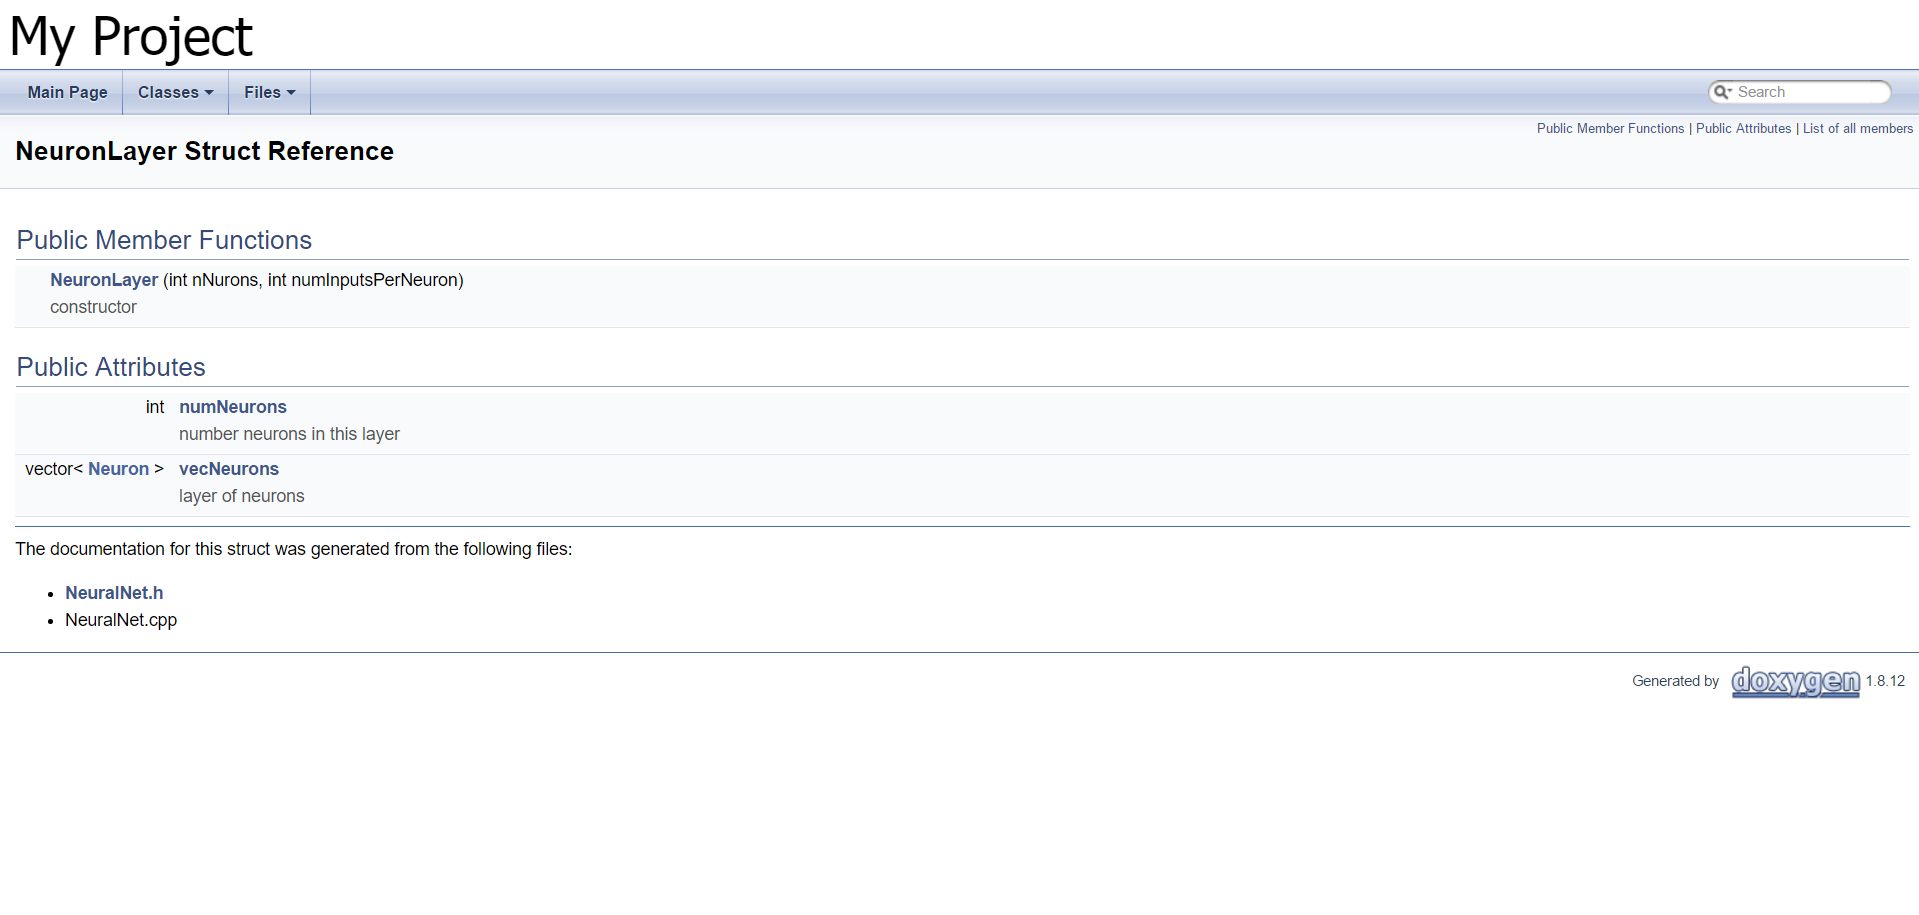 My Project
Main Page Classes Files Search
Public Member Functions | Public Attributes | List of all members
NeuronLayer Struct Reference
Public Member Functions
NeuronLayer (int nNurons, int numInputsPerNeuron)
constructor
Public Attributes
int numNeurons
number neurons in this layer
vector< Neuron > vecNeurons
layer of neurons
The documentation for this struct was generated from the following files:
• NeuralNet.h
• NeuralNet.cpp
Generated by doxygen 1.8.12